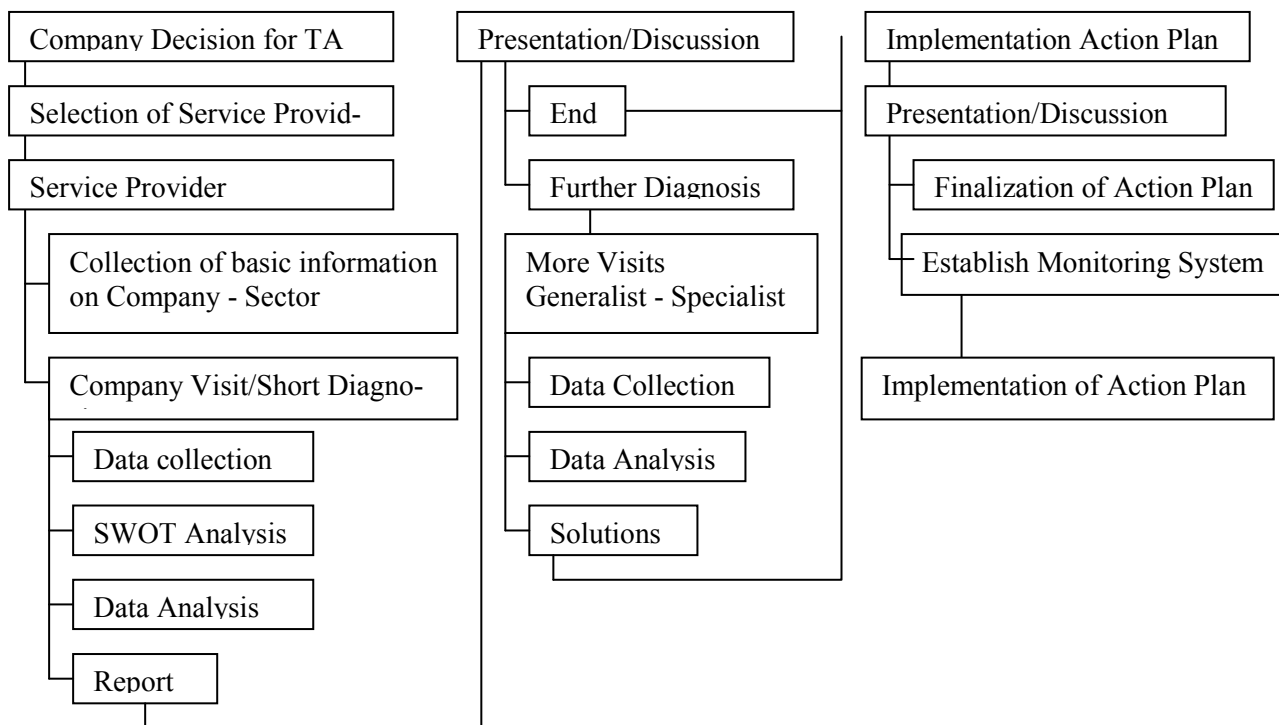 Company Decision for TA
Selection of Service Provid-
Service Provider
Collection of basic information
on Company - Sector
Company Visit/Short Diagno-
Data collection
SWOT Analysis
Data Analysis
Report
Presentation/Discussion
End
Further Diagnosis
More Visits
Generalist - Specialist
Data Collection
Data Analysis
Solutions
Implementation Action Plan
Presentation/Discussion
Finalization of Action Plan
Establish Monitoring System
Implementation of Action Plan